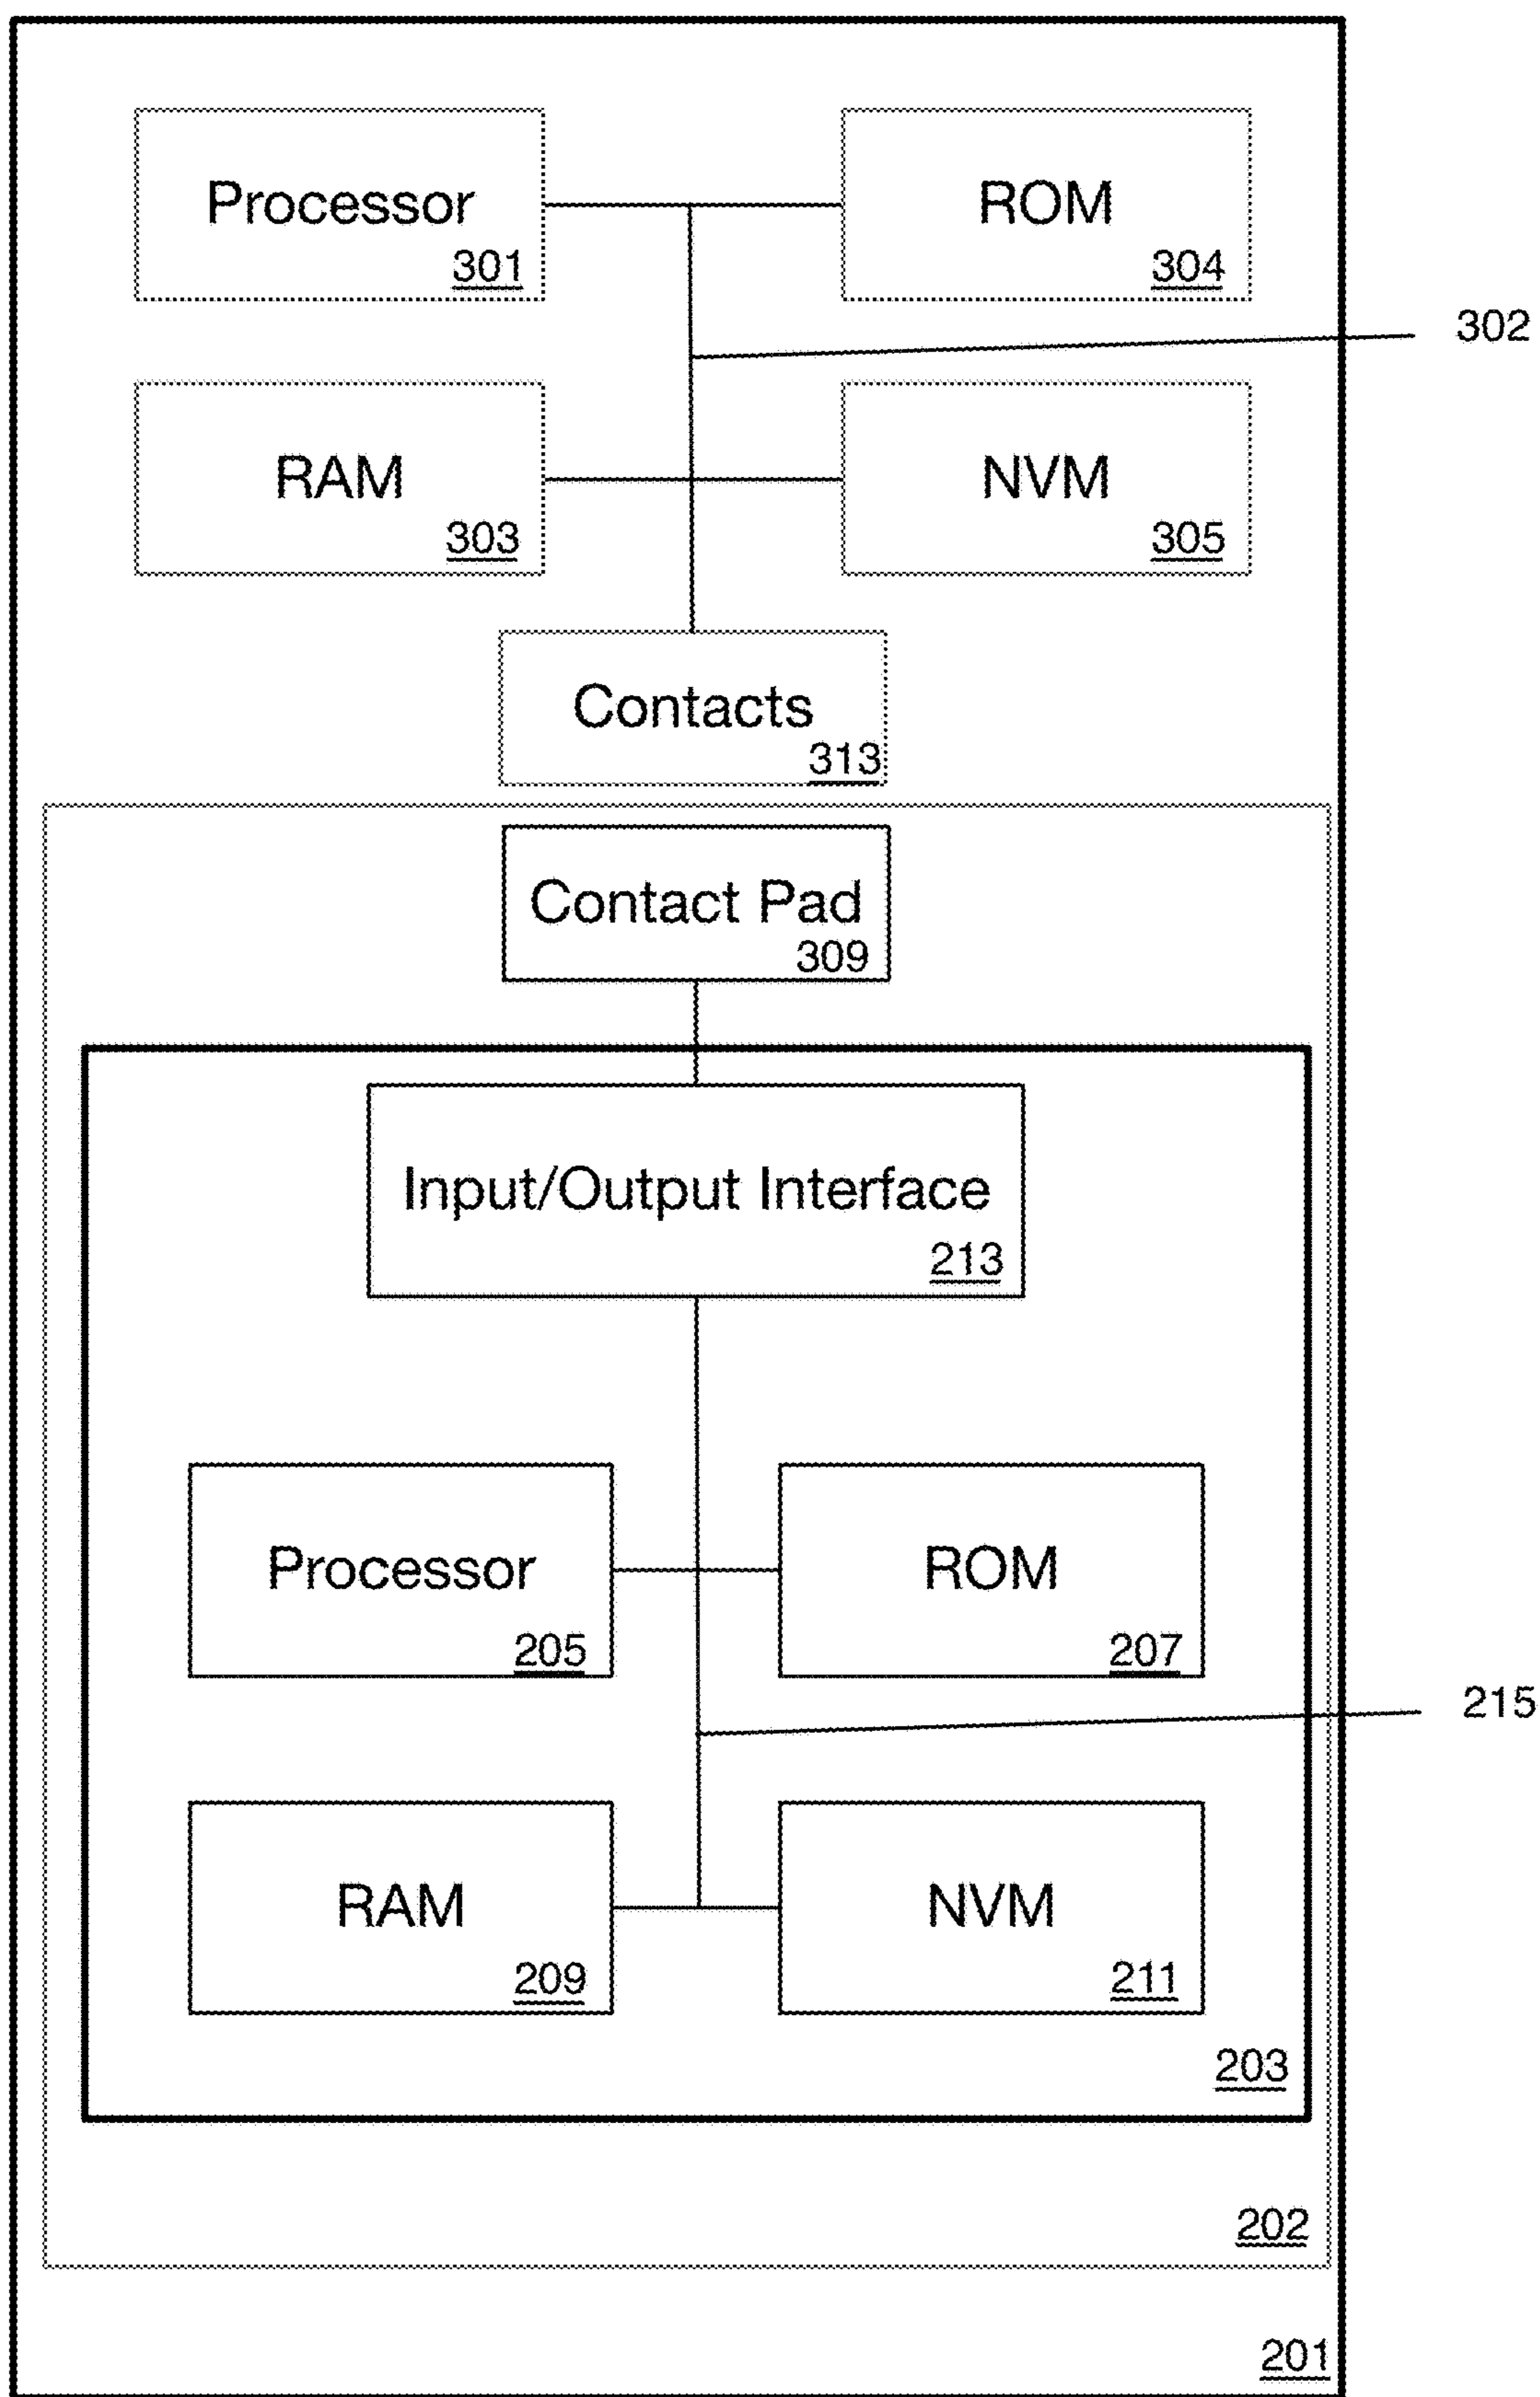 Processor
301
ROM
304
302
RAM
303
NVM
305
Contacts
313
Contact Pad
309
Input/Output Interface
213
Processor
205
ROM
207
215
RAM
209
NVM
211
203
202
201